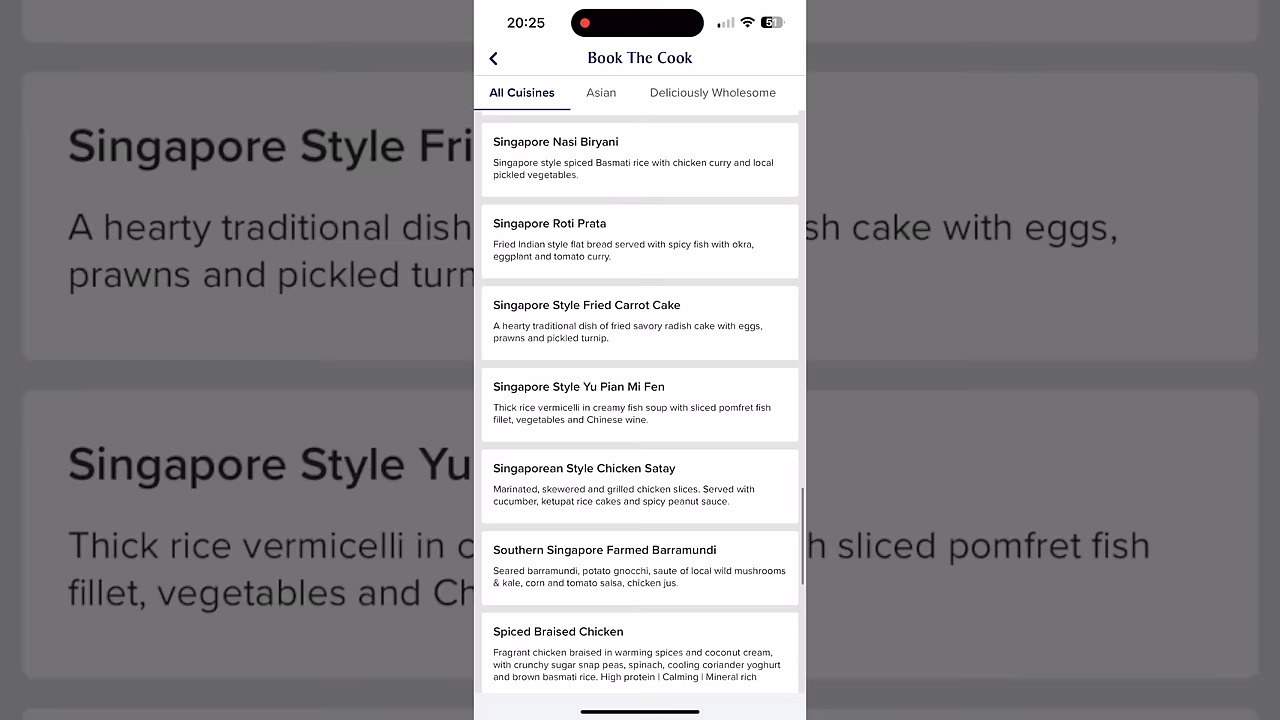 20:25
51
Book The Cook
All Cuisines
Asian
Deliciously Wholesome
Singapore Nasi Biryani
Singapore style spiced Basmati rice with chicken curry and local
pickled vegetables.
Singapore Roti Prata
Fried Indian style flat bread served with spicy fish with okra,
eggplant and tomato curry.
Singapore Style Fried Carrot Cake
A hearty traditional dish of fried savory radish cake with eggs,
prawns and pickled turnip.
Singapore Style Yu Pian Mi Fen
Thick rice vermicelli in creamy fish soup with sliced pomfret fish
fillet, vegetables and Chinese wine.
Singaporean Style Chicken Satay
Marinated, skewered and grilled chicken slices. Served with
cucumber, ketupat rice cakes and spicy peanut sauce.
Southern Singapore Farmed Barramundi
Seared barramundi, potato gnocchi, saute of local wild mushrooms
& kale, corn and tomato salsa, chicken jus.
Spiced Braised Chicken
Fragrant chicken braised in warming spices and coconut cream,
with crunchy sugar snap peas, spinach, cooling coriander yoghurt
and brown basmati rice. High protein | Calming | Mineral rich
Singapore Style Fri
A hearty traditional dish
sh cake with eggs,
prawns and pickled turn
Singapore Style Yu
Thick rice vermicelli in c
h sliced pomfret fish
fillet, vegetables and Ch